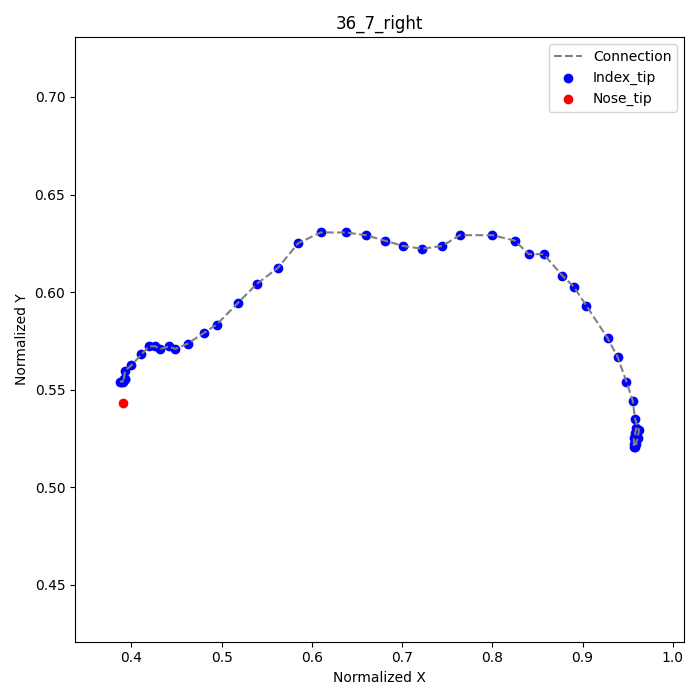 36_7_right
Connection
Index_tip
Nose_tip
0.70
0.65
0.60
0.55
0.50
0.45
Normalized Y
0.4 0.5 0.6 0.7 0.8 0.9 1.0
Normalized X